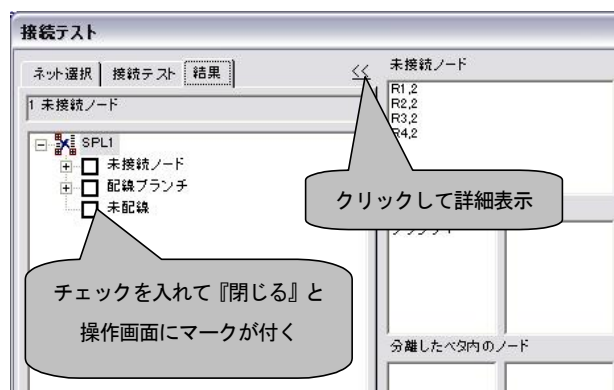 接続テスト
ネット選択
接続テスト
結果
<<
1 未接続ノード
SPL1
未接続ノード
配線ブランチ
未配線
未接続ノード
R1,2
R2,2
R3,2
R4,2
クリックして詳細表示
チェックを入れて『閉じる』と
操作画面にマークが付く
分離したベタ内のノード